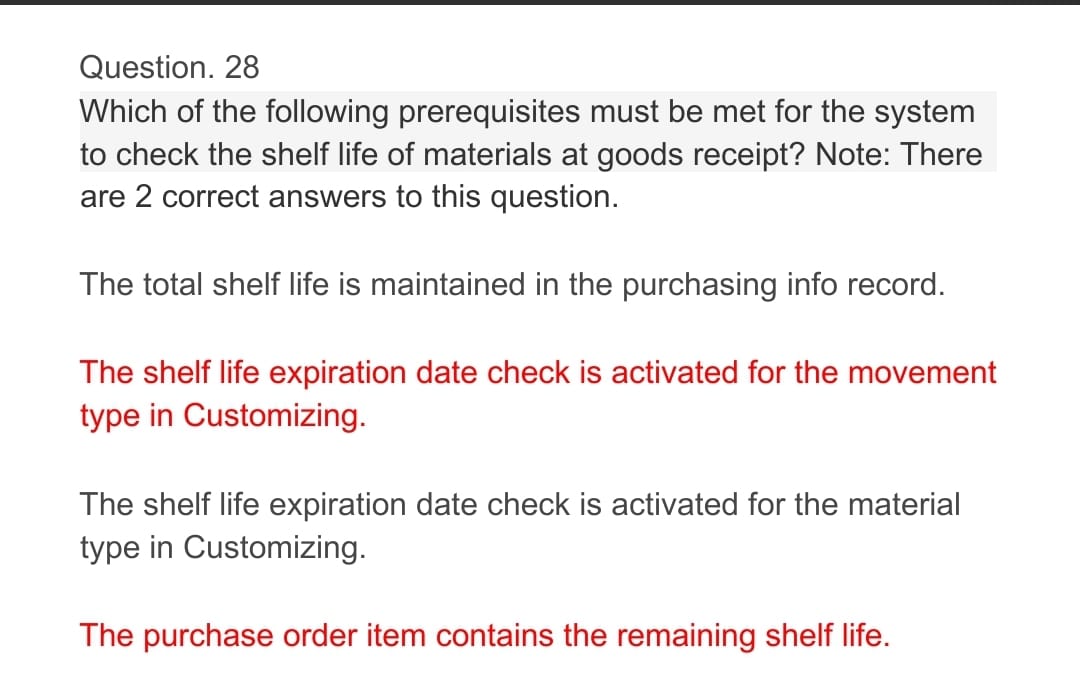 Question. 28
Which of the following prerequisites must be met for the system
to check the shelf life of materials at goods receipt? Note: There
are 2 correct answers to this question.
The total shelf life is maintained in the purchasing info record.
The shelf life expiration date check is activated for the movement
type in Customizing.
The shelf life expiration date check is activated for the material
type in Customizing.
The purchase order item contains the remaining shelf life.